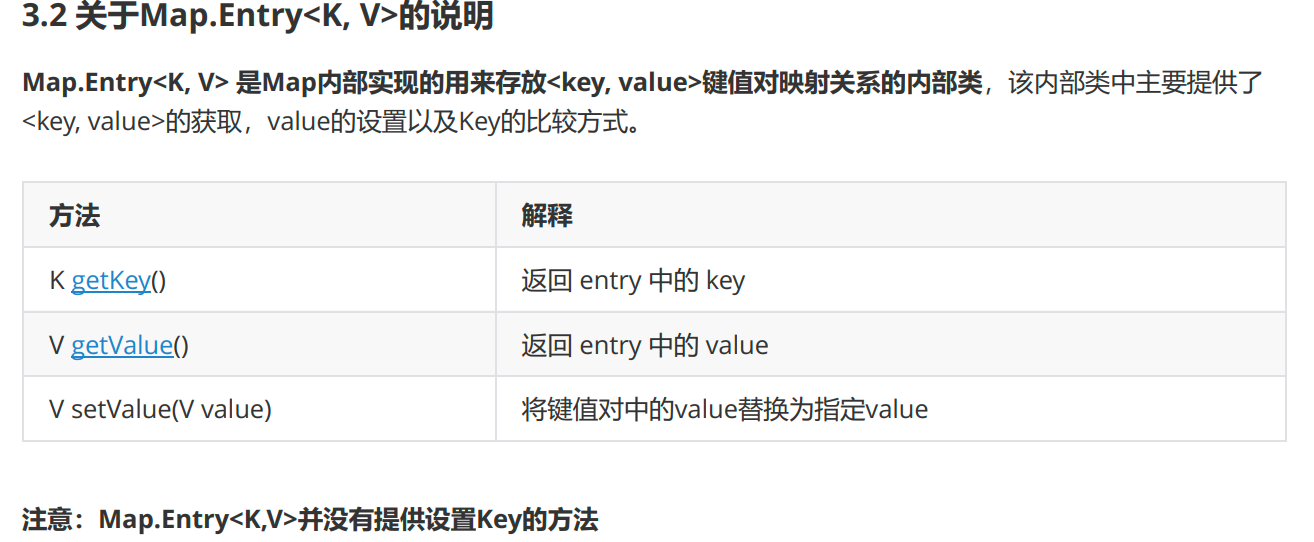 3.2 关于Map.Entry<K, V>的说明
Map.Entry<K, V> 是Map内部实现的用来存放<key, value>键值对映射关系的内部类，该内部类中主要提供了
<key, value>的获取，value的设置以及Key的比较方式。
方法 解释
K getKey() 返回 entry 中的 key
V getValue() 返回 entry 中的 value
V setValue(V value) 将键值对中的value替换为指定value
注意：Map.Entry<K,V>并没有提供设置Key的方法